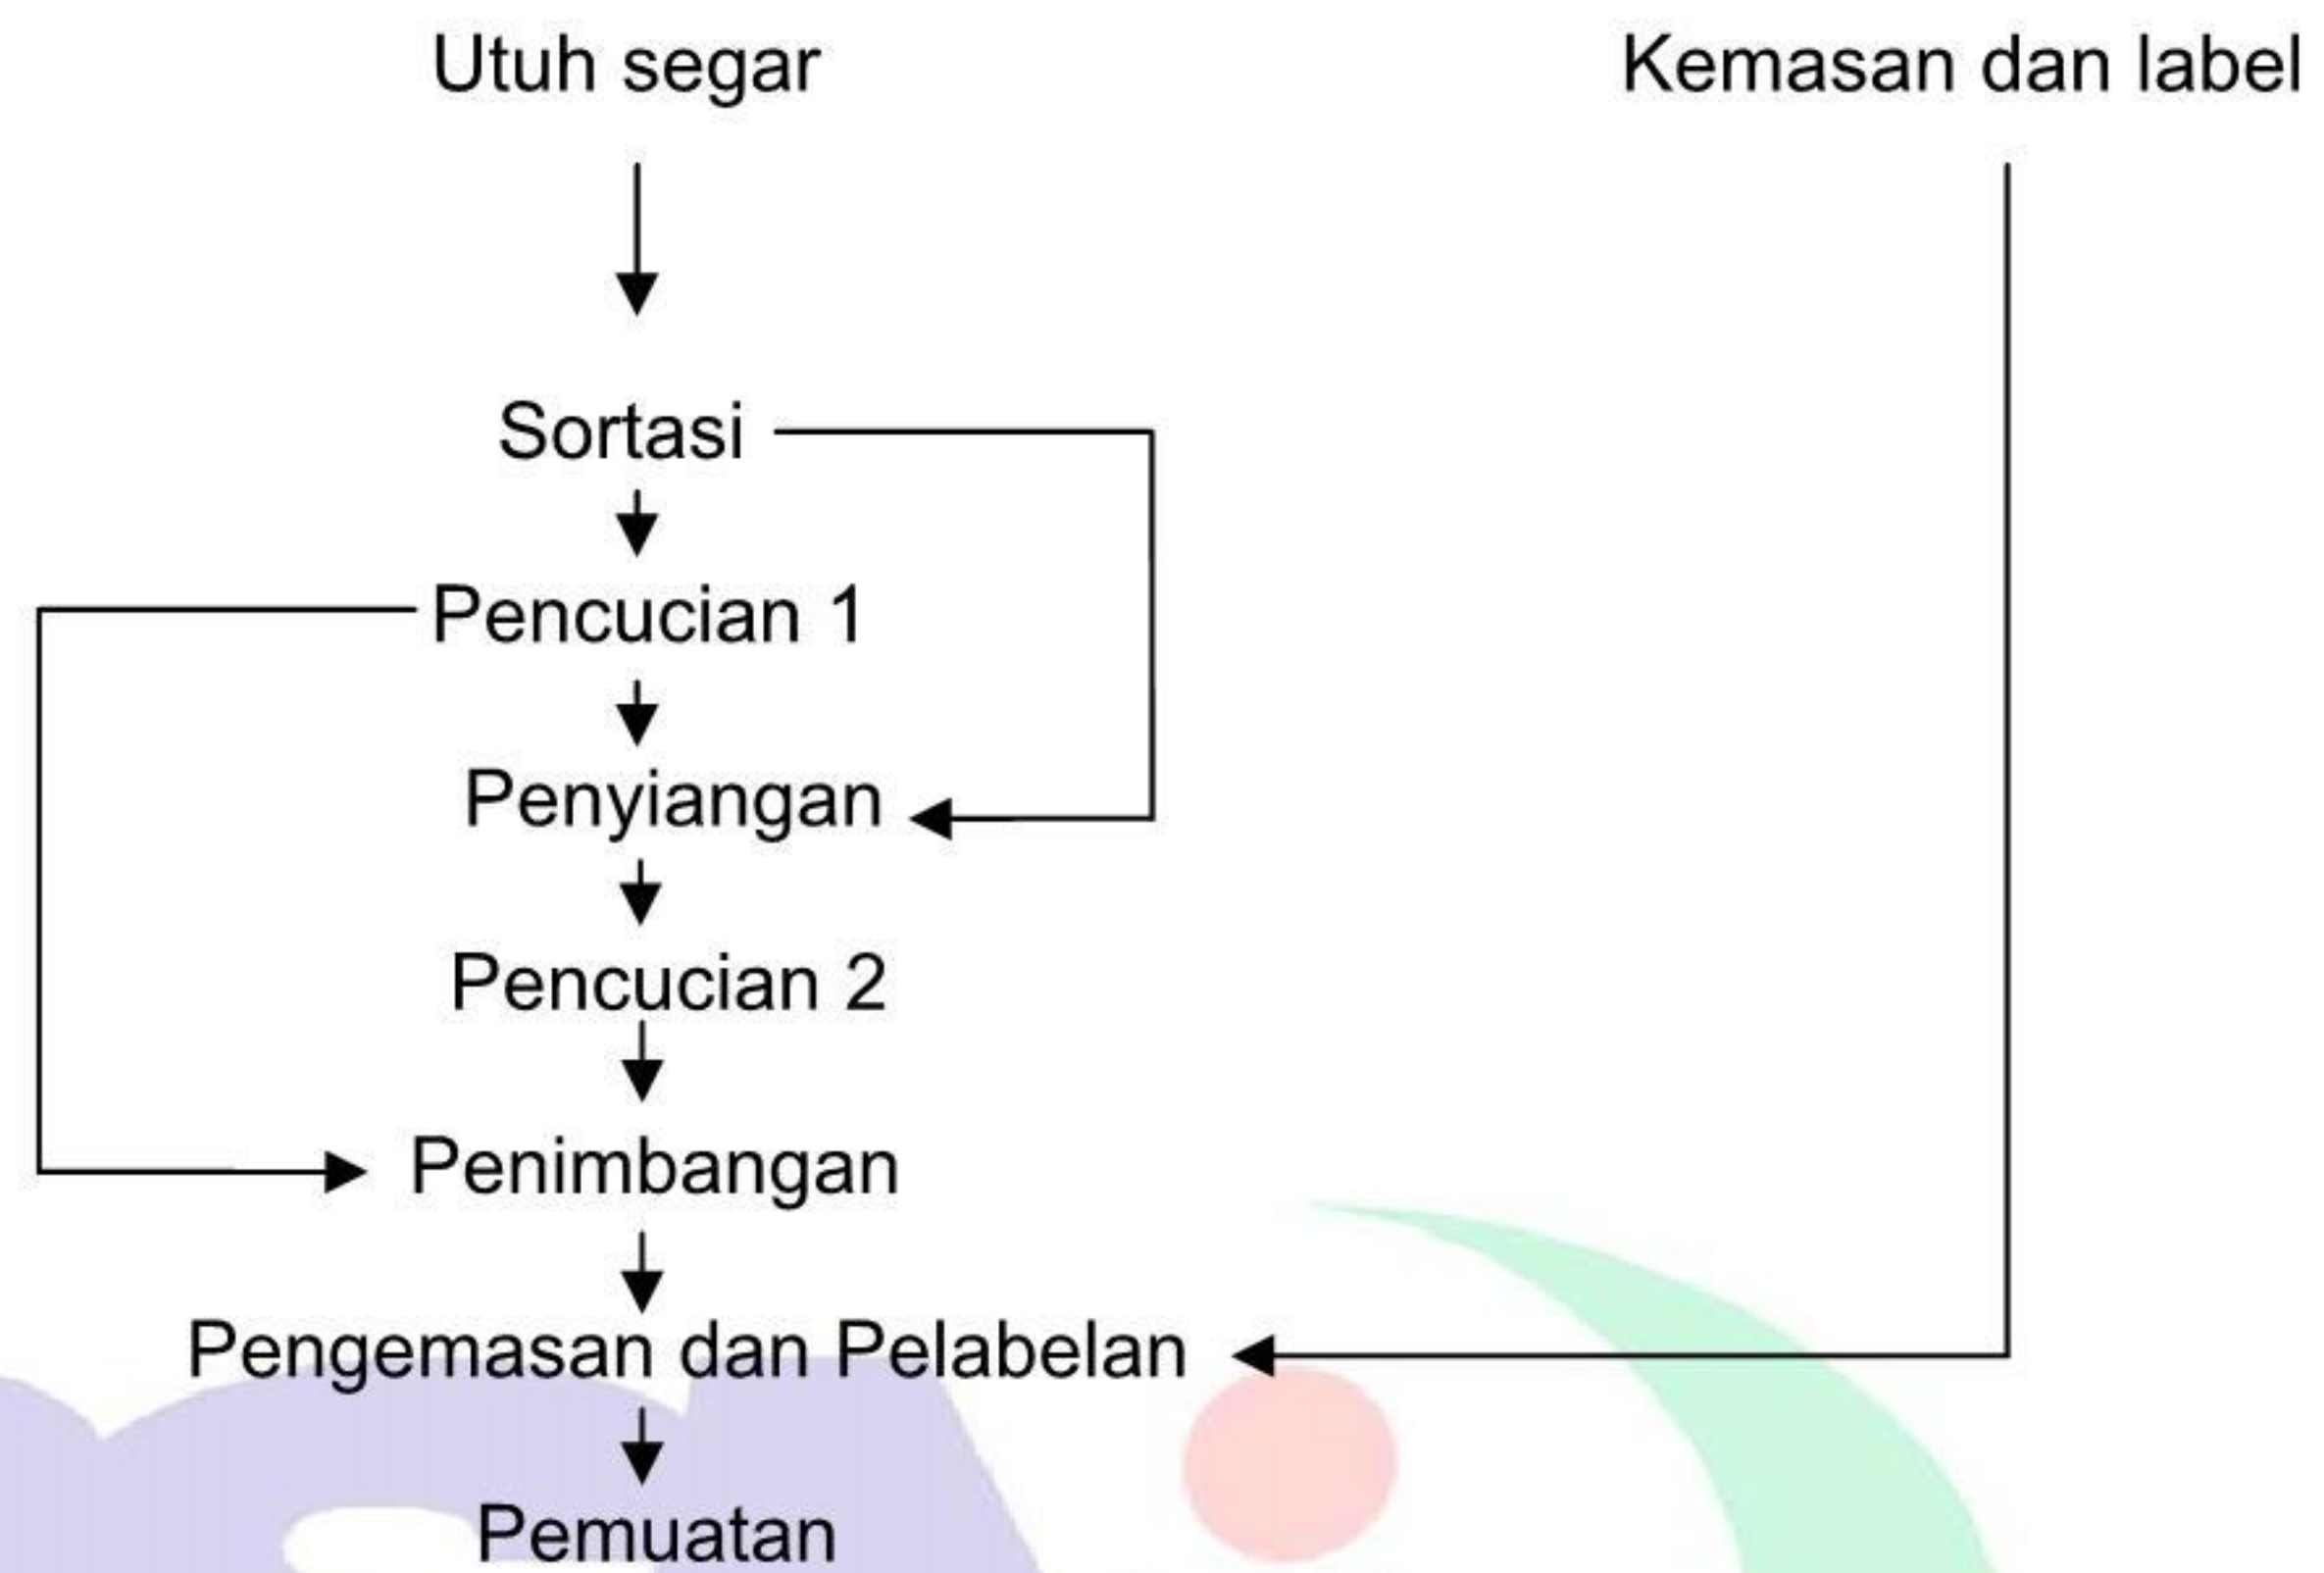 Utuh segar
Kemasan dan label
Sortasi
Pencucian 1
Penyiangan
Pencucian 2
Penimbangan
Pengemasan dan Pelabelan
Pemuatan